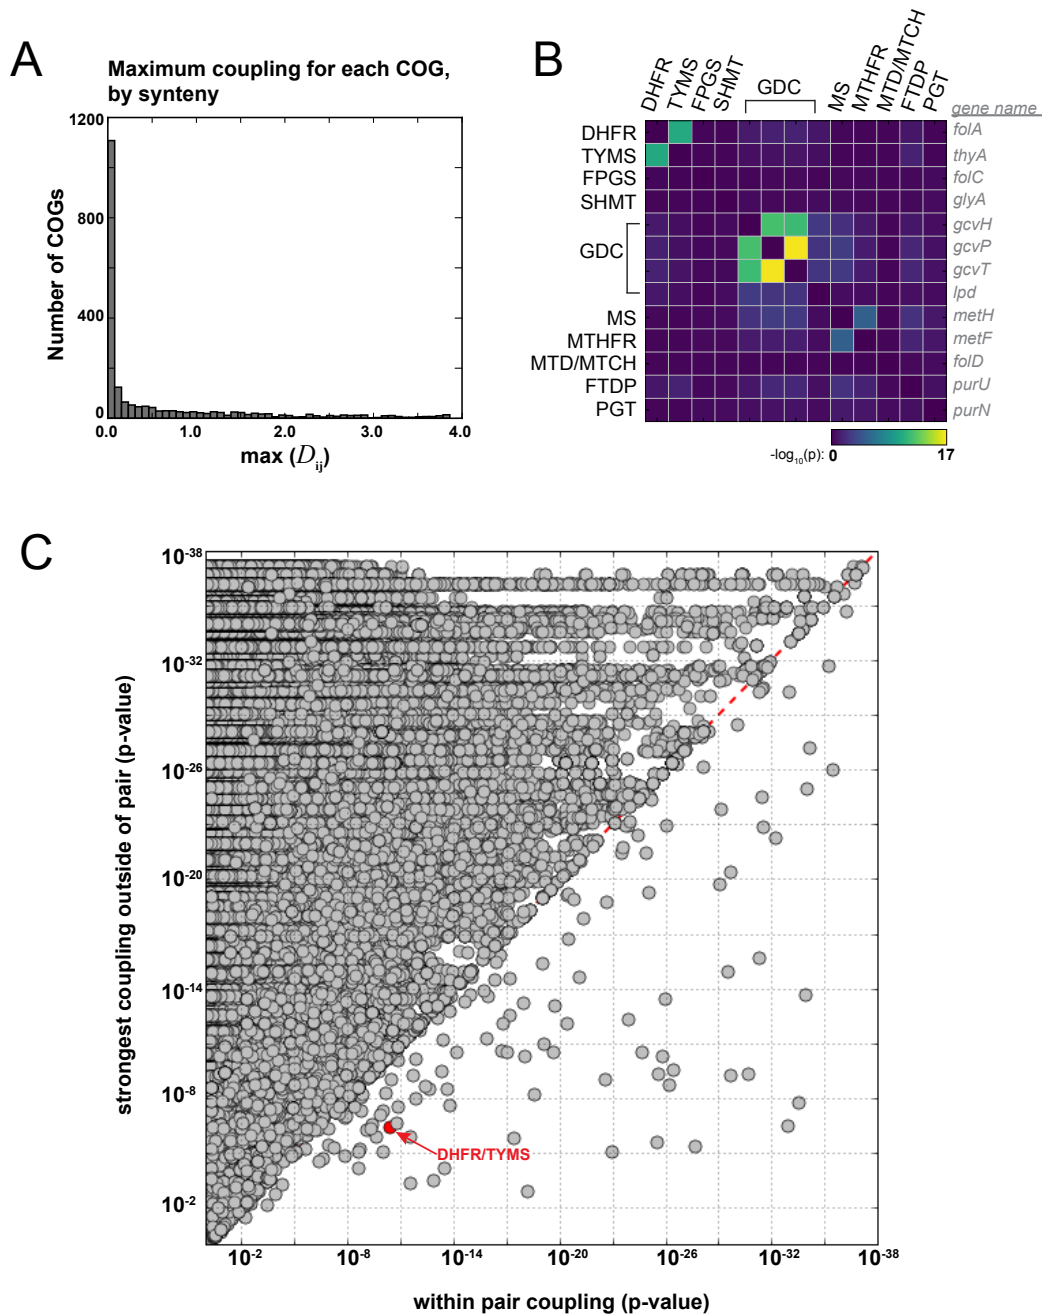 A
Maximum coupling for each COG,
by synteny
1200
800
400
0
Number of COGs
0.0 1.0 2.0 3.0 4.0
max (D_ij)
B
DHFR TYMS FPGS SHMT GDC MS MTHFR MTD/MTCH FTDP PGT
gene name
DHFR folA
TYMS thyA
FPGS folC
SHMT glyA
gcvH
GDC gcvP
gcvT
lpd
MS metH
MTHFR metF
MTD/MTCH folD
FTDP purU
PGT purN
-log₁₀(p): 0 17
C
10⁻³⁸
10⁻³²
10⁻²⁶
10⁻²⁰
10⁻¹⁴
10⁻⁸
10⁻²
strongest coupling outside of pair (p-value)
DHFR/TYMS
10⁻² 10⁻⁸ 10⁻¹⁴ 10⁻²⁰ 10⁻²⁶ 10⁻³² 10⁻³⁸
within pair coupling (p-value)